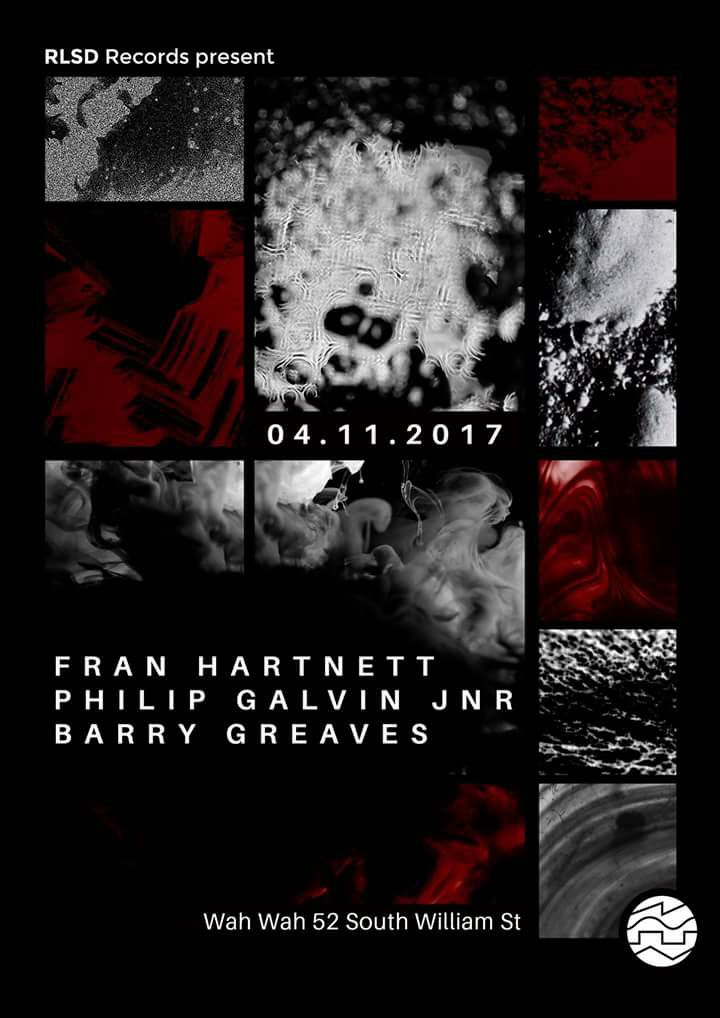 RLSD Records present
04.11.2017
FRAN HARTNETT
PHILIP GALVIN JNR
BARRY GREAVES
Wah Wah 52 South William St